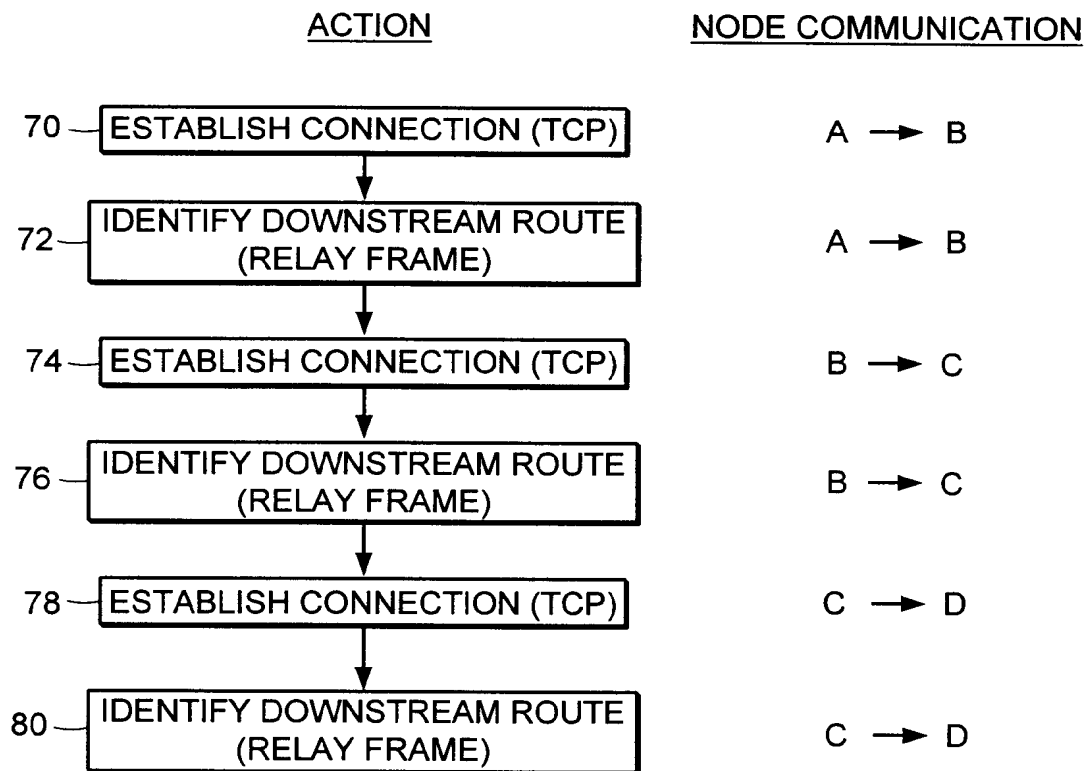 ACTION NODE COMMUNICATION
70 ESTABLISH CONNECTION (TCP) A → B
IDENTIFY DOWNSTREAM ROUTE
72 (RELAY FRAME) A → B
74 ESTABLISH CONNECTION (TCP) B → C
IDENTIFY DOWNSTREAM ROUTE
76 (RELAY FRAME) B → C
78 ESTABLISH CONNECTION (TCP) C → D
IDENTIFY DOWNSTREAM ROUTE
80 (RELAY FRAME) C → D